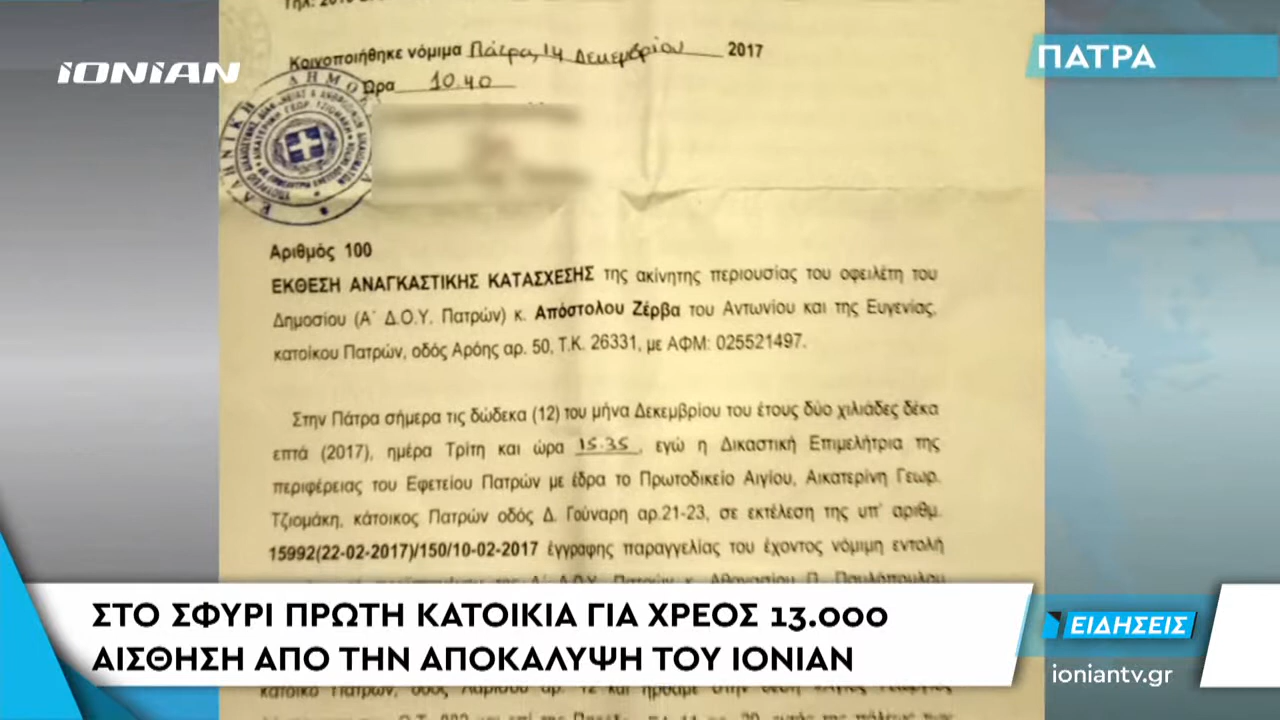 IONIAN
ΠΑΤΡΑ
Κοινοποιήθηκε νόμιμα Πάτρα, 14 Δεκεμβρίου 2017
Ώρα 10.40
Αριθμός 100
ΕΚΘΕΣΗ ΑΝΑΓΚΑΣΤΙΚΗΣ ΚΑΤΑΣΧΕΣΗΣ της ακίνητης περιουσίας του οφειλέτη του
Δημοσίου (Α΄ Δ.Ο.Υ. Πατρών) κ. Απόστολου Ζέρβα του Αντωνίου και της Ευγενίας,
κατοίκου Πατρών, οδός Αρόης αρ. 50, Τ.Κ. 26331, με ΑΦΜ: 025521497.
Στην Πάτρα σήμερα τις δώδεκα (12) του μήνα Δεκεμβρίου του έτους δύο χιλιάδες δέκα
επτά (2017), ημέρα Τρίτη και ώρα 15.35, εγώ η Δικαστική Επιμελήτρια της
περιφέρειας του Εφετείου Πατρών με έδρα το Πρωτοδικείο Αιγίου, Αικατερίνη Γεωρ.
Τζιομάκη, κάτοικος Πατρών οδός Δ. Γούναρη αρ.21-23, σε εκτέλεση της υπ' αριθμ.
15992(22-02-2017)/150/10-02-2017 έγγραφης παραγγελίας του έχοντος νόμιμη εντολή
ΣΤΟ ΣΦΥΡΙ ΠΡΩΤΗ ΚΑΤΟΙΚΙΑ ΓΙΑ ΧΡΕΟΣ 13.000
ΑΙΣΘΗΣΗ ΑΠΟ ΤΗΝ ΑΠΟΚΑΛΥΨΗ ΤΟΥ ΙΟΝΙΑΝ
ΕΙΔΗΣΕΙΣ
ioniantv.gr